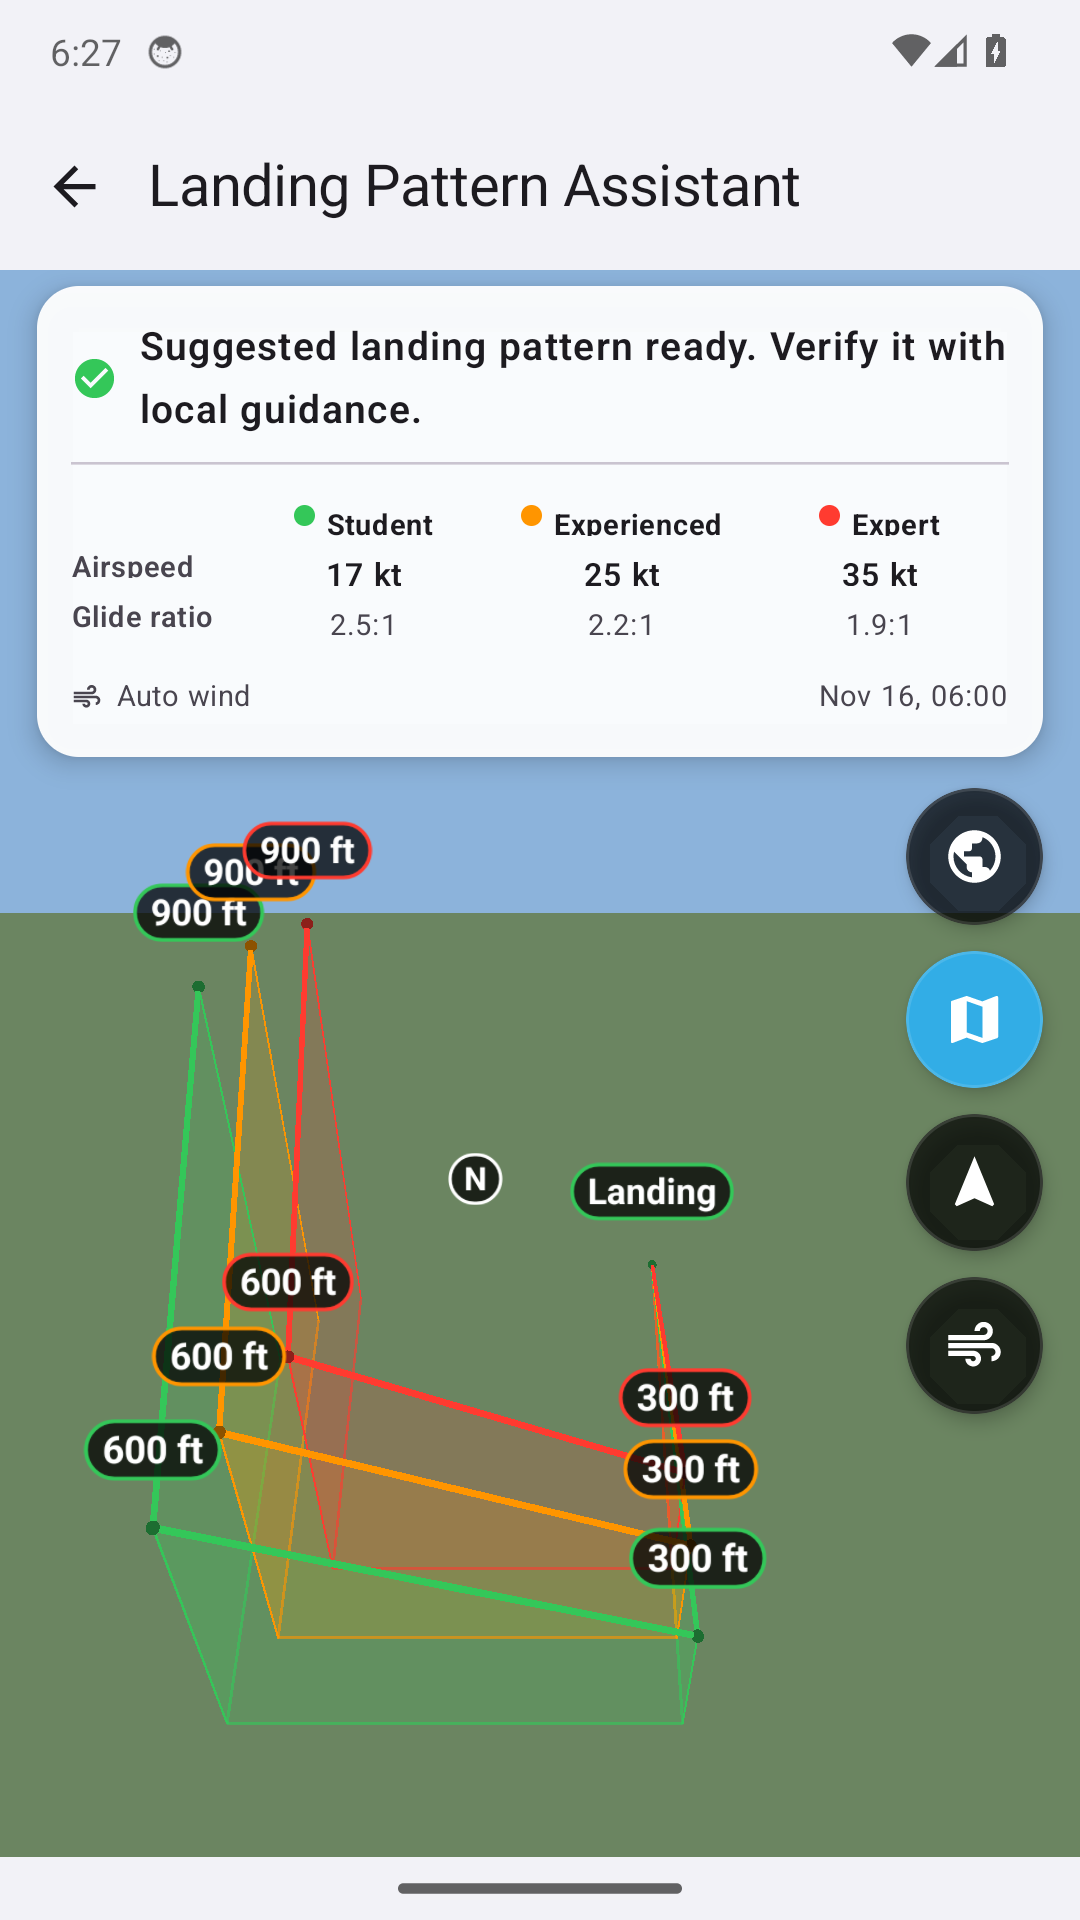 6:27
Landing Pattern Assistant
Suggested landing pattern ready. Verify it with
local guidance.
Student Experienced Expert
Airspeed 17 kt 25 kt 35 kt
Glide ratio 2.5:1 2.2:1 1.9:1
Auto wind Nov 16, 06:00
900 ft
900 ft
900 ft
N
Landing
600 ft
600 ft
600 ft
300 ft
300 ft
300 ft